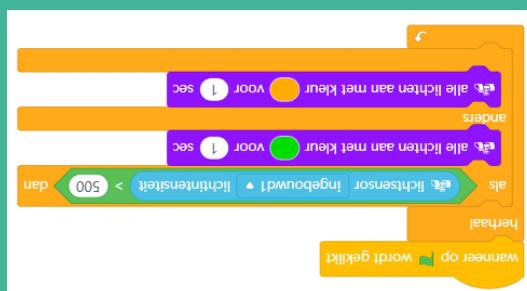 wanneer op wordt geklikt
herhaal
als lichtsensor ingebouwd1 lichtintensiteit > 500 dan
alle lichten aan met kleur voor 1 sec
anders
alle lichten aan met kleur voor 1 sec